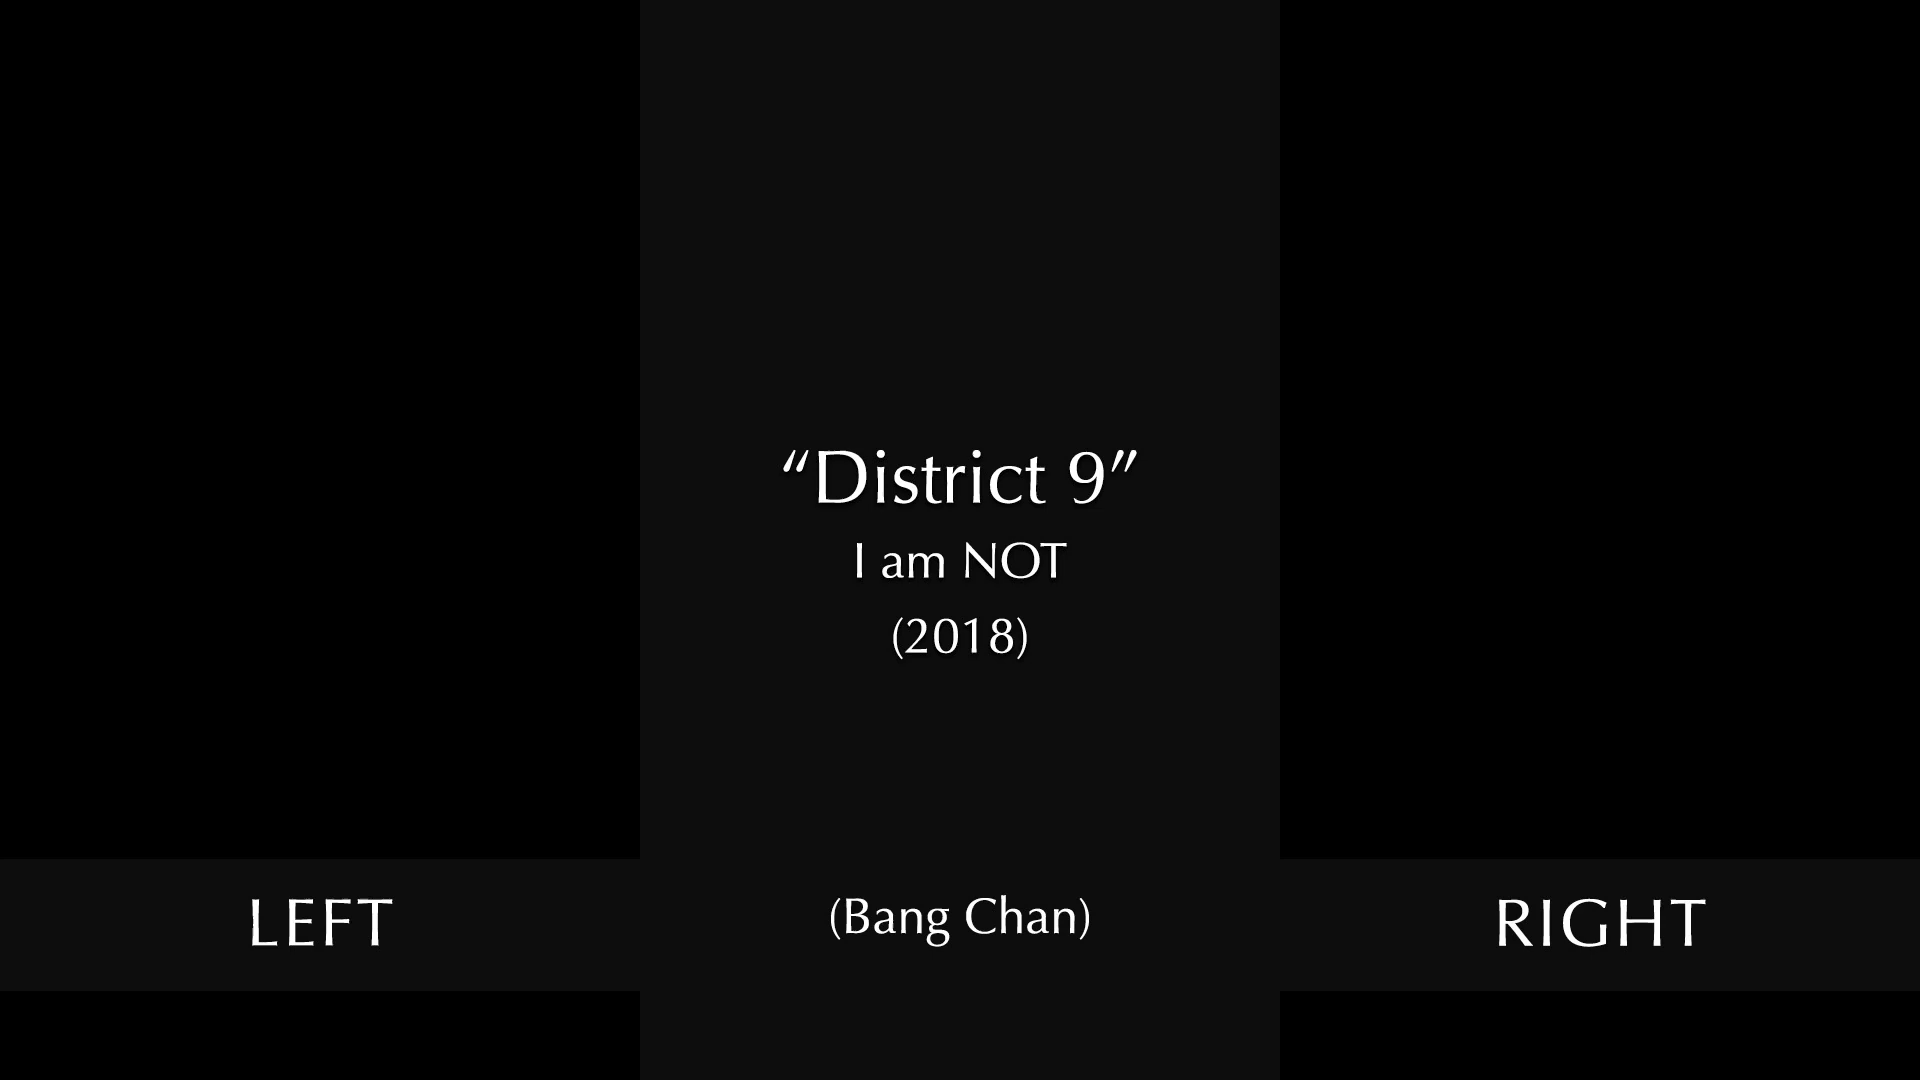 “District 9”
I am NOT
(2018)
LEFT
(Bang Chan)
RIGHT